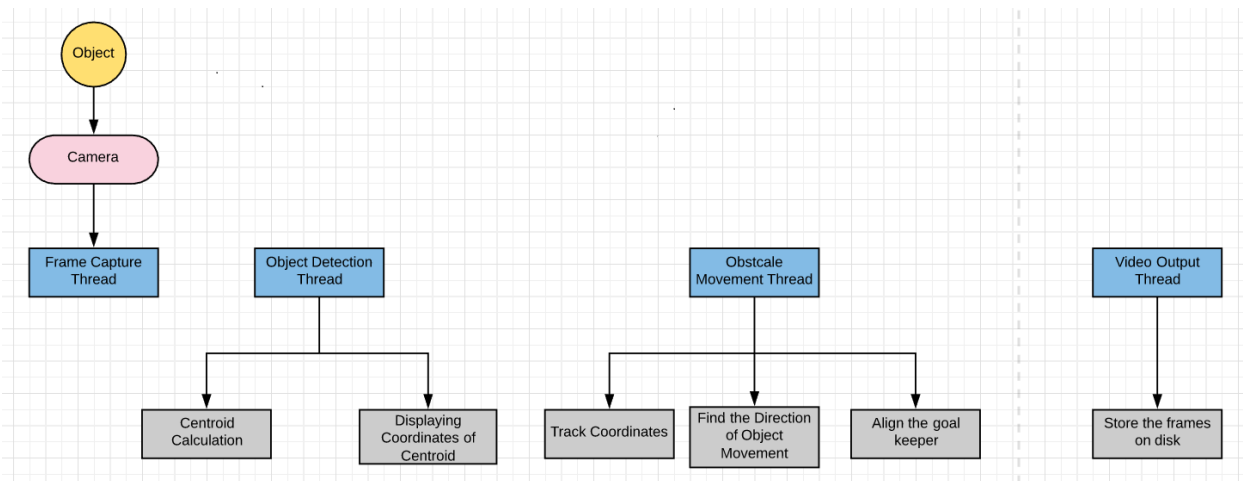 Object
Camera
Frame Capture
Thread
Object Detection
Thread
Obstcale
Movement Thread
Video Output
Thread
Centroid
Calculation
Displaying
Coordinates of
Centroid
Track Coordinates
Find the Direction
of Object
Movement
Align the goal
keeper
Store the frames
on disk